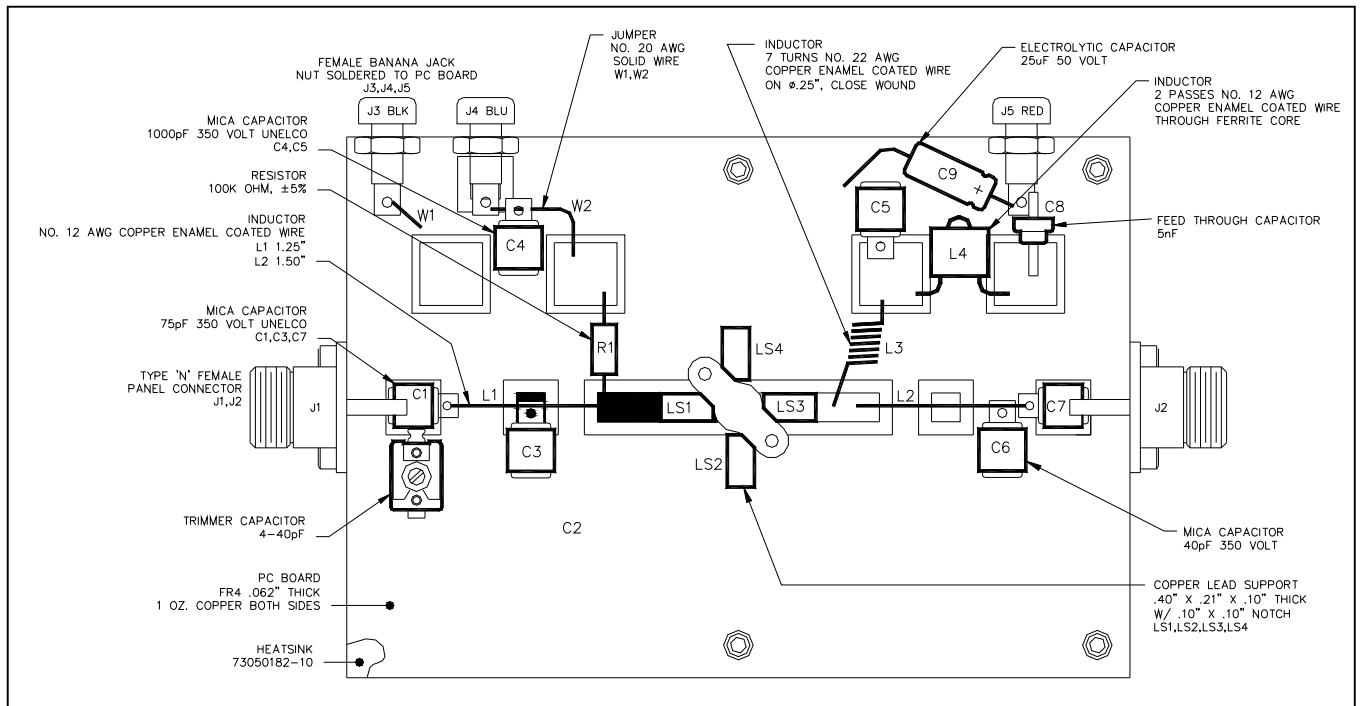 FEMALE BANANA JACK
NUT SOLDERED TO PC BOARD
J3,J4,J5
JUMPER
NO. 20 AWG
SOLID WIRE
W1,W2
INDUCTOR
7 TURNS NO. 22 AWG
COPPER ENAMEL COATED WIRE
ON ø.25", CLOSE WOUND
ELECTROLYTIC CAPACITOR
25uF 50 VOLT
INDUCTOR
2 PASSES NO. 12 AWG
COPPER ENAMEL COATED WIRE
THROUGH FERRITE CORE
J3 BLK
J4 BLU
J5 RED
MICA CAPACITOR
1000pF 350 VOLT UNELCO
C4,C5
RESISTOR
100K OHM, ±5%
INDUCTOR
NO. 12 AWG COPPER ENAMEL COATED WIRE
L1 1.25"
L2 1.50"
MICA CAPACITOR
75pF 350 VOLT UNELCO
C1,C3,C7
TYPE 'N' FEMALE
PANEL CONNECTOR
J1,J2
W1
W2
C4
C5
C9
+
C8
L4
FEED THROUGH CAPACITOR
5nF
R1
LS4
L3
J1
C1
L1
LS1
LS3
L2
C7
J2
C3
LS2
C6
TRIMMER CAPACITOR
4-40pF
C2
MICA CAPACITOR
40pF 350 VOLT
PC BOARD
FR4 .062" THICK
1 OZ. COPPER BOTH SIDES
COPPER LEAD SUPPORT
.40" X .21" X .10" THICK
W/ .10" X .10" NOTCH
LS1,LS2,LS3,LS4
HEATSINK
73050182-10